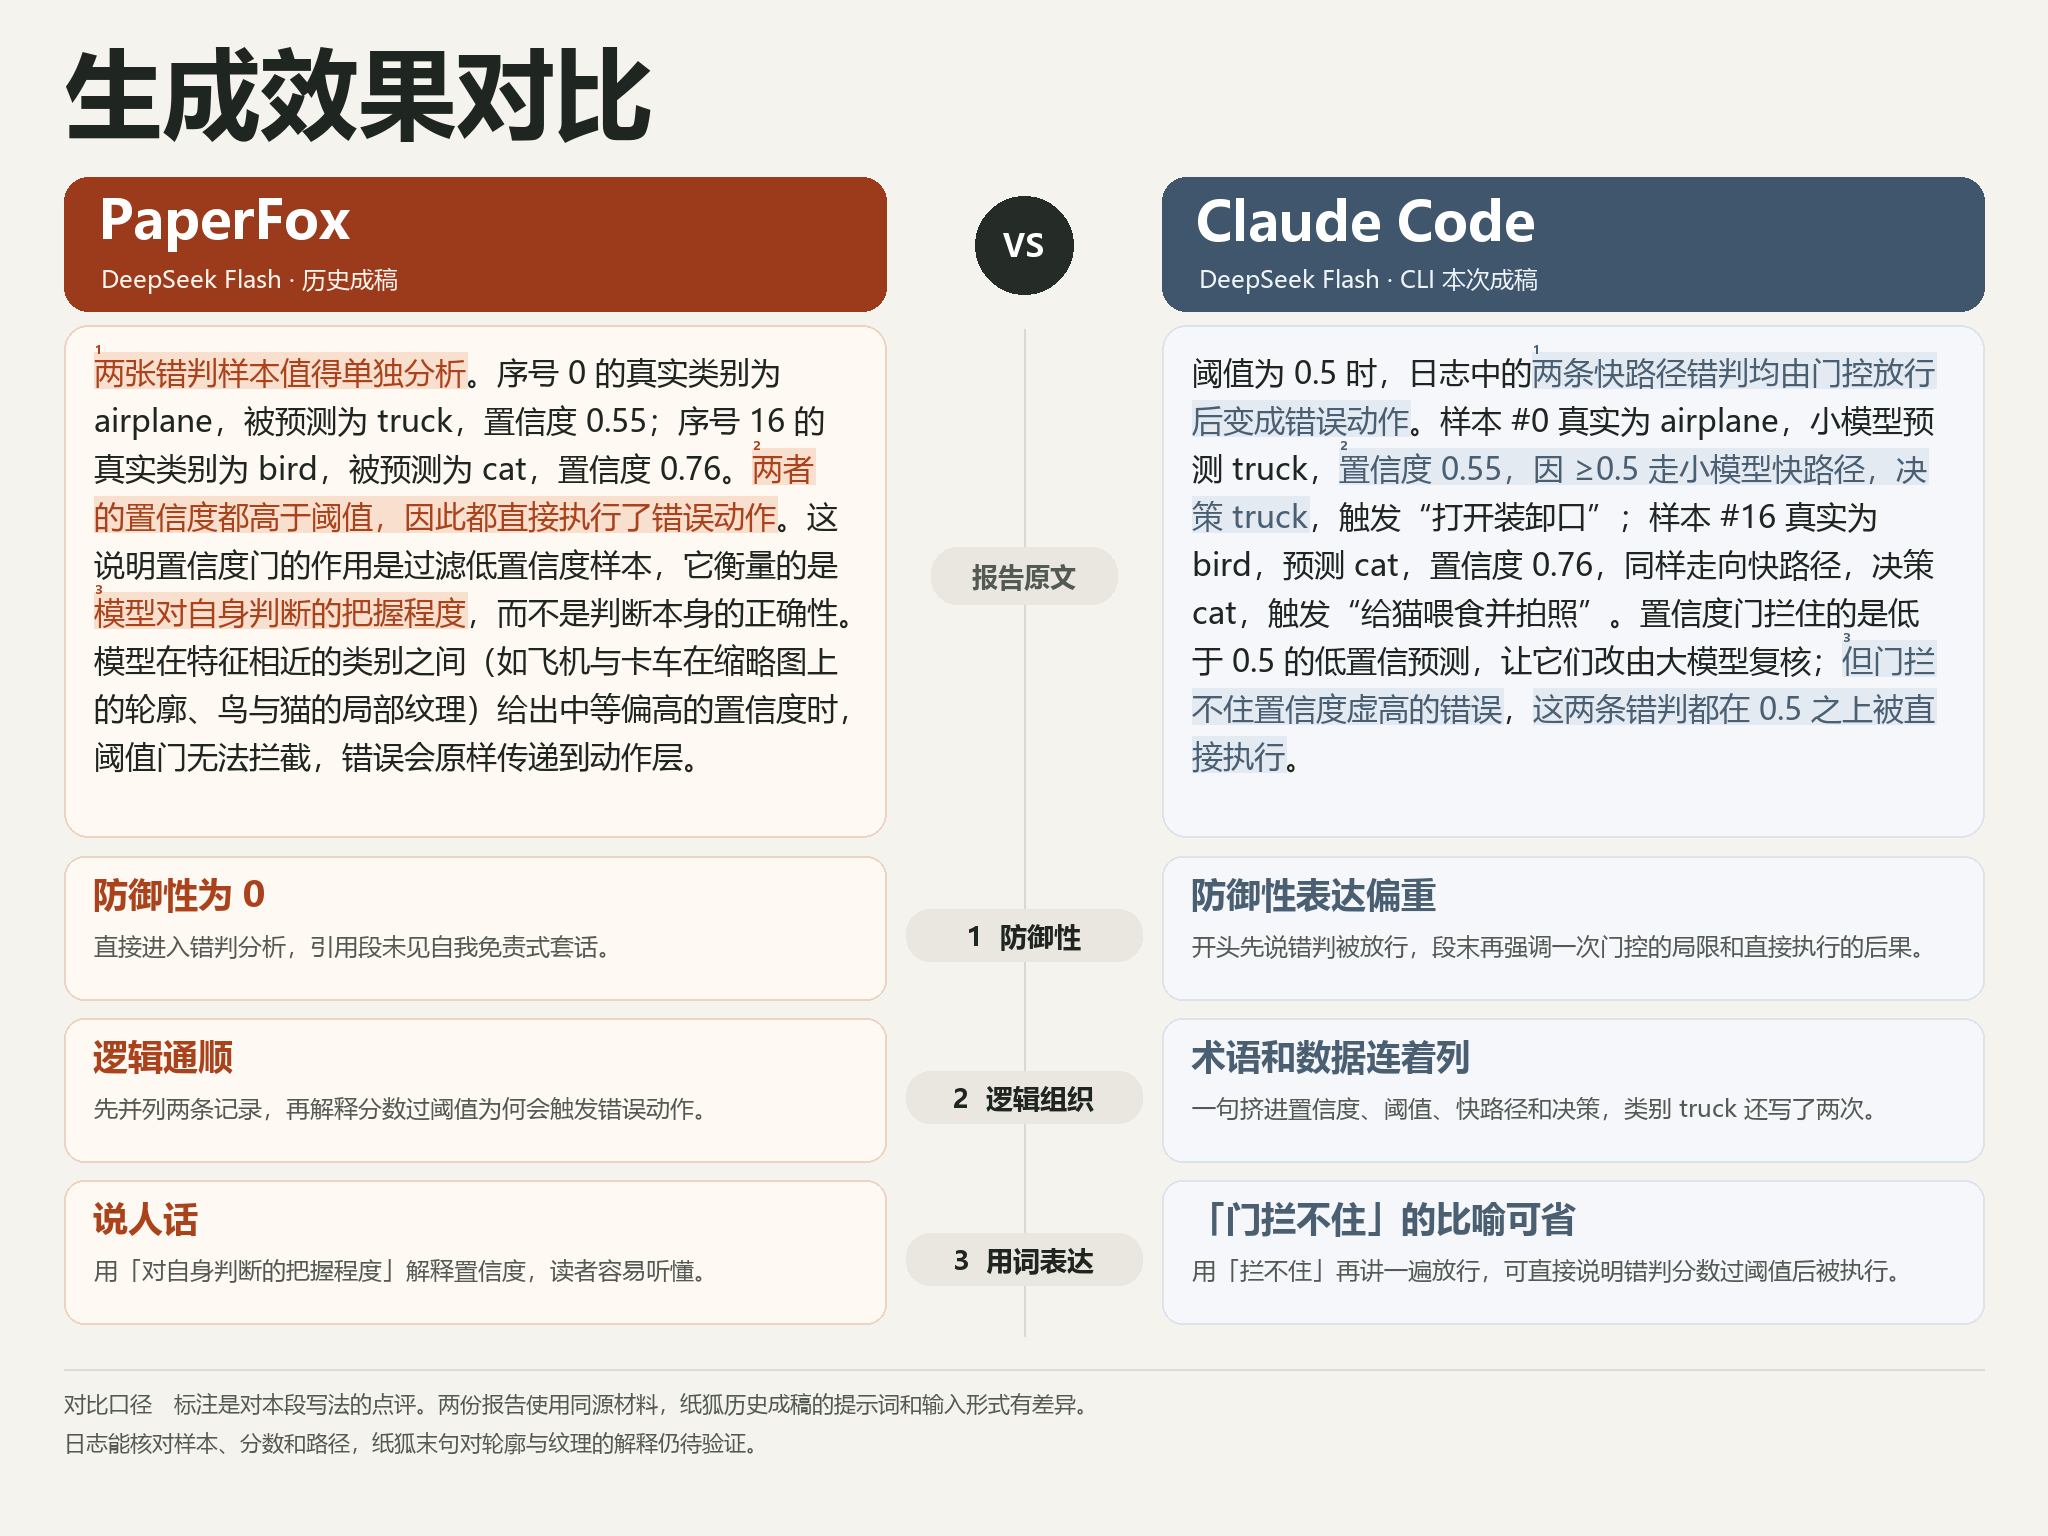 生成效果对比
PaperFox
DeepSeek Flash · 历史成稿
VS
Claude Code
DeepSeek Flash · CLI 本次成稿
1
两张错判样本值得单独分析。序号 0 的真实类别为
airplane，被预测为 truck，置信度 0.55；序号 16 的
2
真实类别为 bird，被预测为 cat，置信度 0.76。两者
的置信度都高于阈值，因此都直接执行了错误动作。这
说明置信度门的作用是过滤低置信度样本，它衡量的是
3
模型对自身判断的把握程度，而不是判断本身的正确性。
模型在特征相近的类别之间（如飞机与卡车在缩略图上
的轮廓、鸟与猫的局部纹理）给出中等偏高的置信度时，
阈值门无法拦截，错误会原样传递到动作层。
报告原文
1
阈值为 0.5 时，日志中的两条快路径错判均由门控放行
后变成错误动作。样本 #0 真实为 airplane，小模型预
2
测 truck，置信度 0.55，因 ≥0.5 走小模型快路径，决
策 truck，触发“打开装卸口”；样本 #16 真实为
bird，预测 cat，置信度 0.76，同样走向快路径，决策
cat，触发“给猫喂食并拍照”。置信度门拦住的是低
3
于 0.5 的低置信预测，让它们改由大模型复核；但门拦
不住置信度虚高的错误，这两条错判都在 0.5 之上被直
接执行。
防御性为 0
直接进入错判分析，引用段未见自我免责式套话。
1 防御性
防御性表达偏重
开头先说错判被放行，段末再强调一次门控的局限和直接执行的后果。
逻辑通顺
先并列两条记录，再解释分数过阈值为何会触发错误动作。
2 逻辑组织
术语和数据连着列
一句挤进置信度、阈值、快路径和决策，类别 truck 还写了两次。
说人话
用「对自身判断的把握程度」解释置信度，读者容易听懂。
3 用词表达
「门拦不住」的比喻可省
用「拦不住」再讲一遍放行，可直接说明错判分数过阈值后被执行。
对比口径　标注是对本段写法的点评。两份报告使用同源材料，纸狐历史成稿的提示词和输入形式有差异。
日志能核对样本、分数和路径，纸狐末句对轮廓与纹理的解释仍待验证。